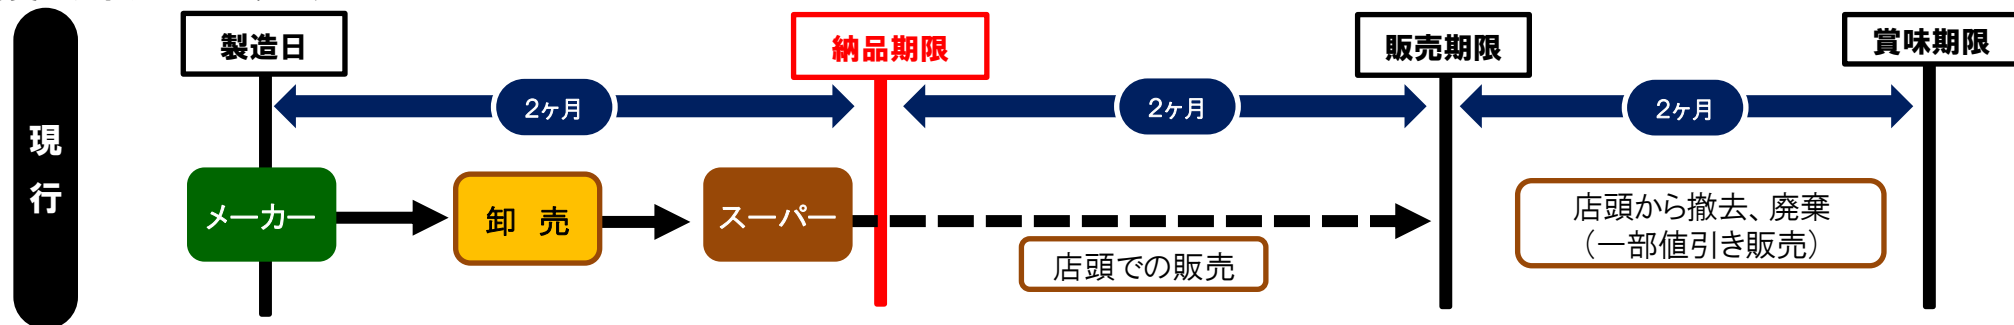 製造日
納品期限
販売期限
賞味期限
2ヶ月
2ヶ月
2ヶ月
現行
メーカー
卸 売
スーパー
店頭での販売
店頭から撤去、廃棄
(一部値引き販売)